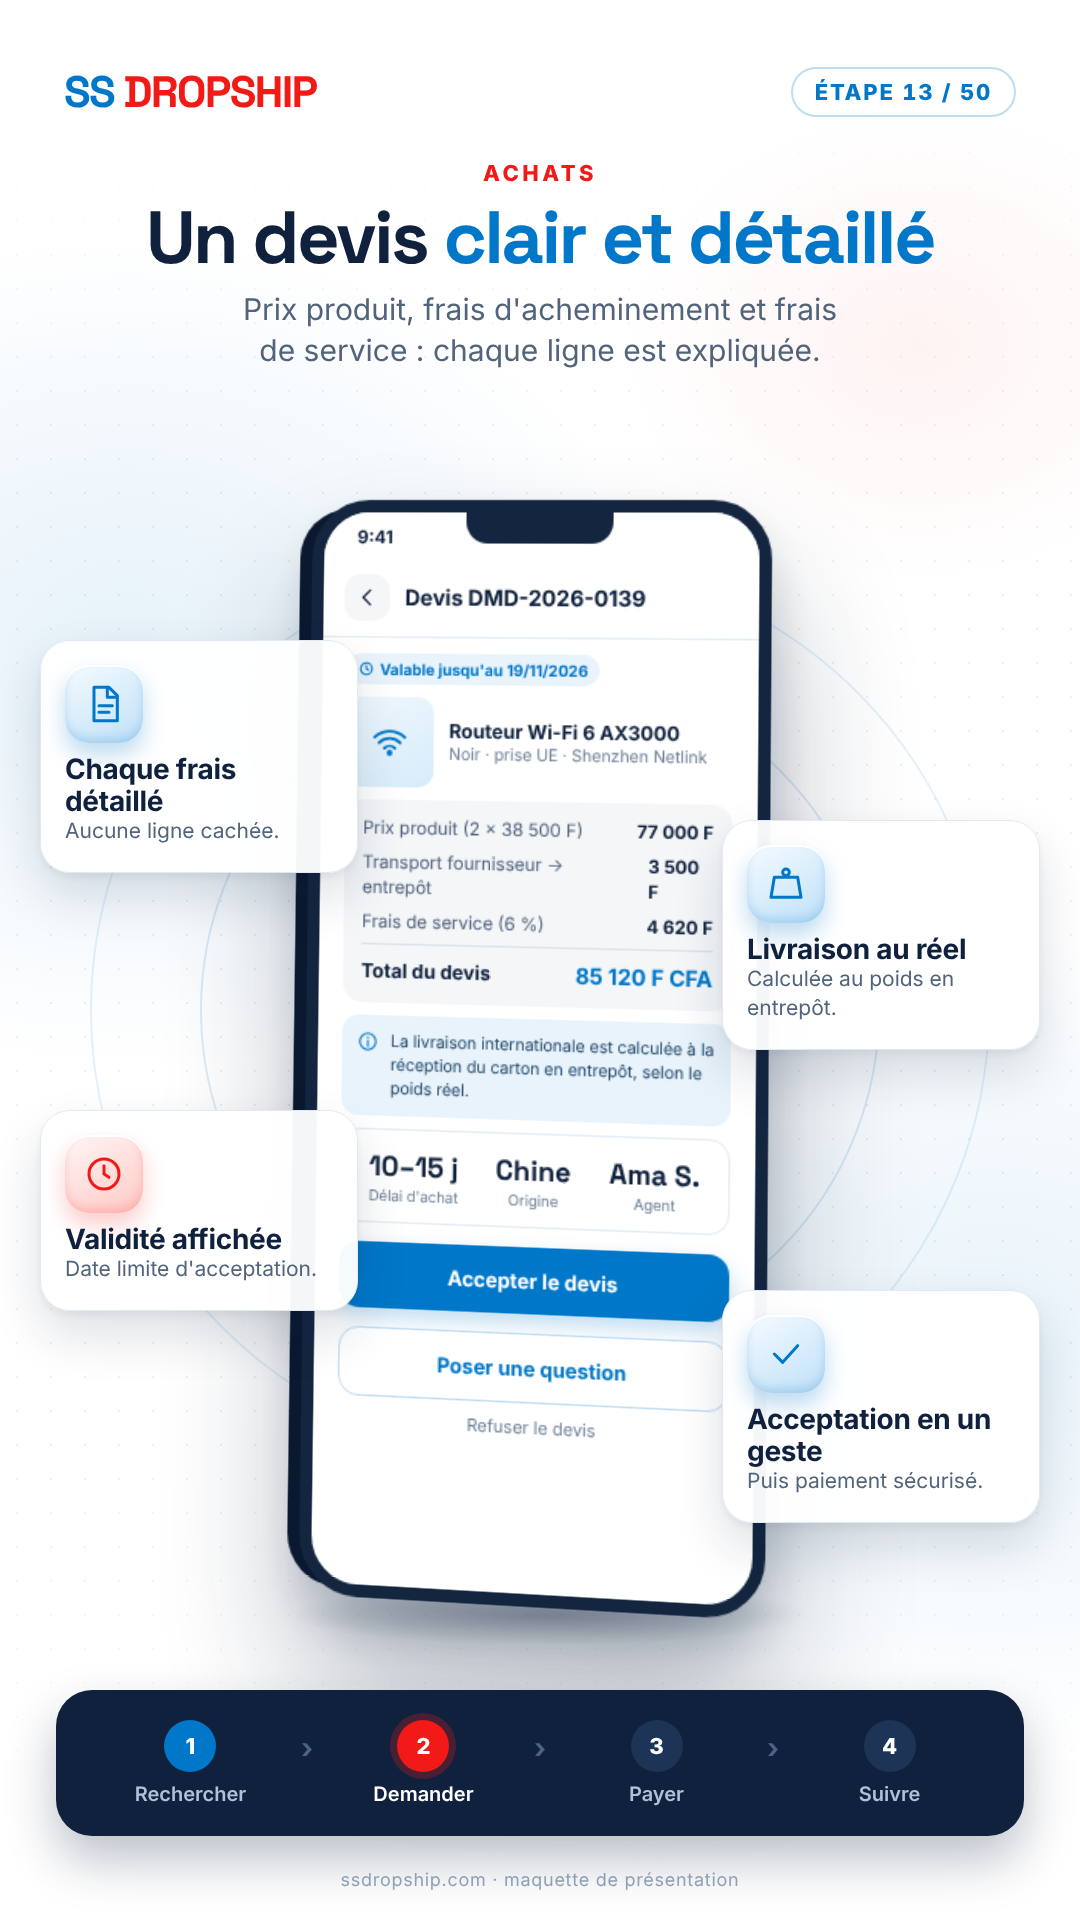 SS DROPSHIP
ÉTAPE 13 / 50
ACHATS
Un devis clair et détaillé
Prix produit, frais d'acheminement et frais
de service : chaque ligne est expliquée.
9:41
Devis DMD-2026-0139
Valable jusqu'au 19/11/2026
Routeur Wi-Fi 6 AX3000
Noir · prise UE · Shenzhen Netlink
Prix produit (2 × 38 500 F) 77 000 F
Transport fournisseur → 3 500
entrepôt F
Frais de service (6 %) 4 620 F
Total du devis 85 120 F CFA
La livraison internationale est calculée à la
réception du carton en entrepôt, selon le
poids réel.
10–15 j Chine Ama S.
Délai d'achat Origine Agent
Accepter le devis
Poser une question
Refuser le devis
Chaque frais
détaillé
Aucune ligne cachée.
Livraison au réel
Calculée au poids en
entrepôt.
Validité affichée
Date limite d'acceptation.
Acceptation en un
geste
Puis paiement sécurisé.
1 › 2 › 3 › 4
Rechercher Demander Payer Suivre
ssdropship.com · maquette de présentation